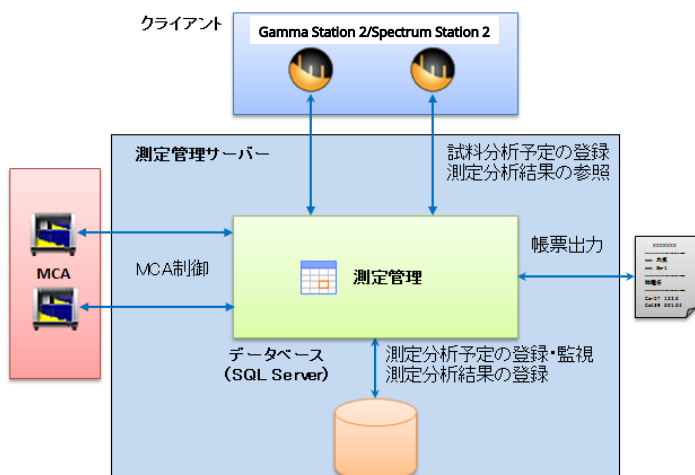 クライアント
Gamma Station 2/Spectrum Station 2
測定管理サーバー
試料分析予定の登録
測定分析結果の参照
MCA
MCA制御
測定管理
帳票出力
データベース
(SQL Server)
測定分析予定の登録・監視
測定分析結果の登録